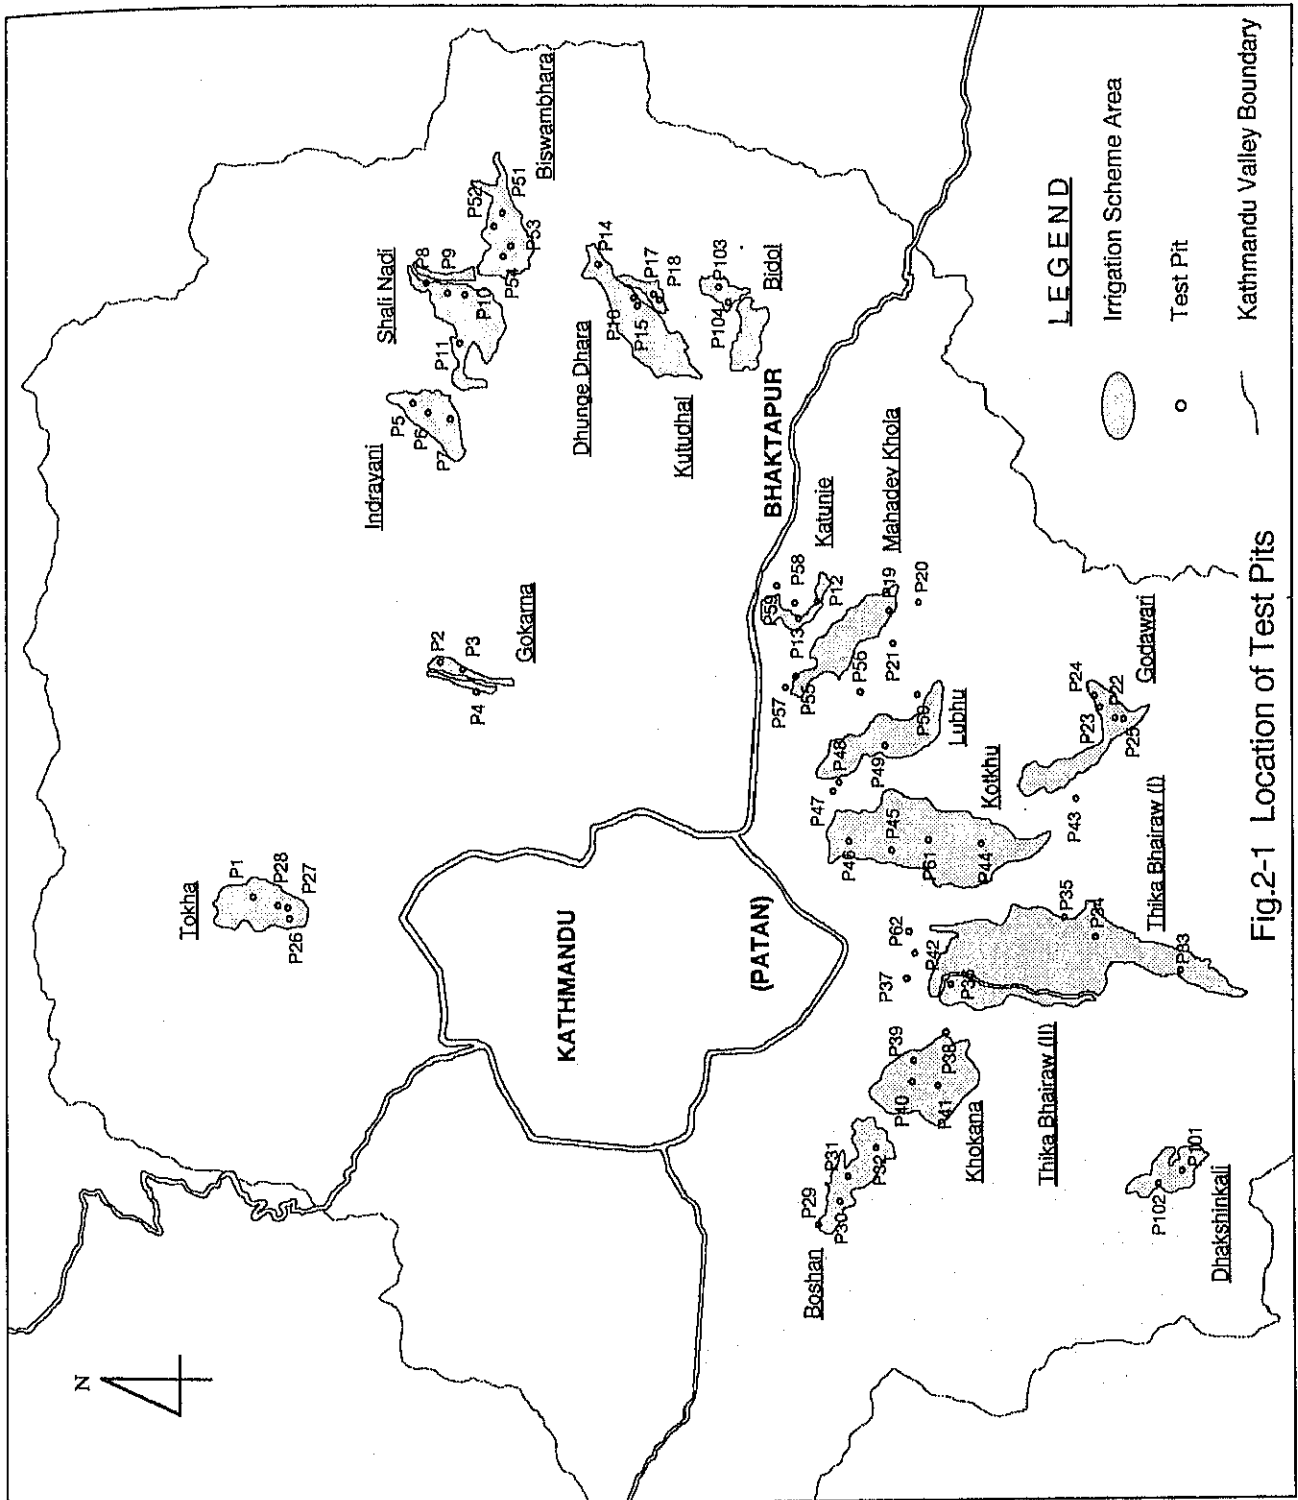 N
Tokha
P1
P28
P27
P26
Gokarna
P2
P3
P4
Indrayani
P5
P6
P7
Shali Nadi
P8
P9
P10
P11
Biswambhara
P52
P51
P53
P54
Dhunge Dhara
P14
P15
P17
P18
Kutudhal
P103
P104
Bidol
KATHMANDU
(PATAN)
BHAKTAPUR
Katunje
P59
P58
P12
P13
Mahadev Khola
P19
P20
P21
P57
P55
P56
Lubhu
P47
P48
P49
Kotkhu
P46
P45
P61
P44
Godawari
P24
P23
P22
P25
P43
Thika Bhairaw (I)
P35
P34
P33
Thika Bhairaw (II)
P62
P42
P37
P36
Khokana
P39
P38
P40
P41
Boshan
P29
P30
P31
P32
Dhakshinkali
P101
P102
LEGEND
Irrigation Scheme Area
Test Pit
Kathmandu Valley Boundary
Fig.2-1 Location of Test Pits